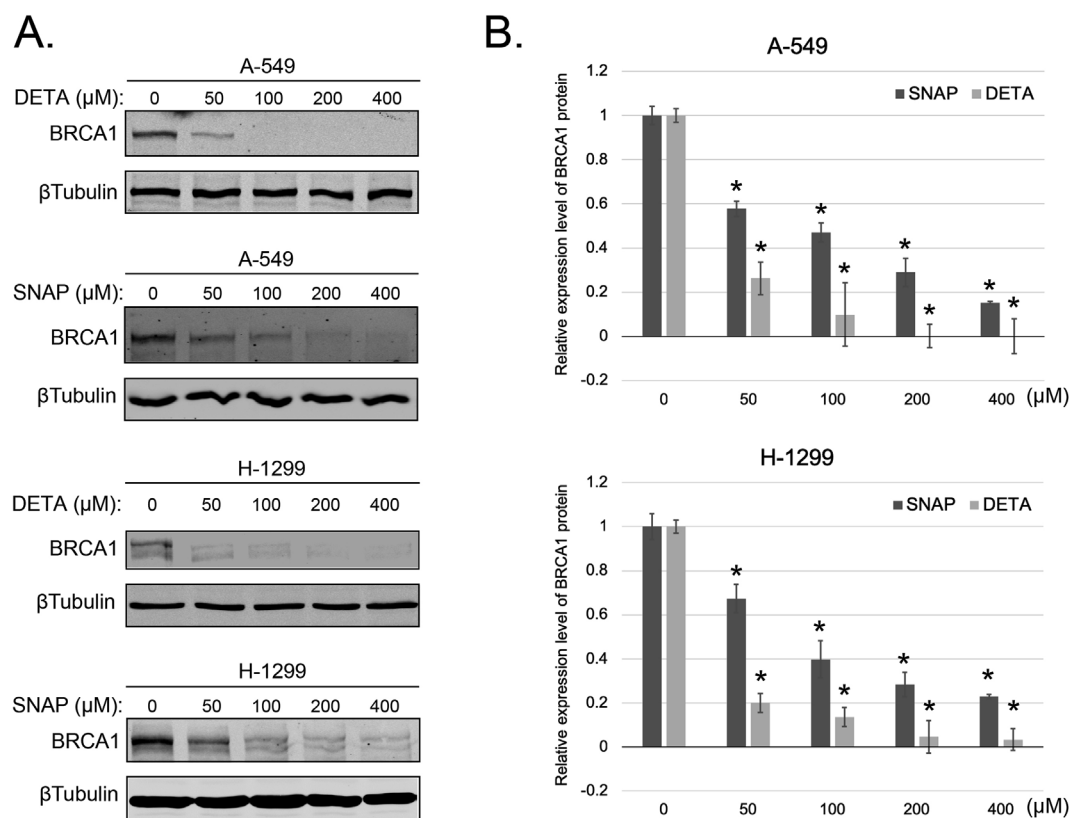 A.
A-549
DETA (µM): 0 50 100 200 400
BRCA1
βTubulin
A-549
SNAP (µM): 0 50 100 200 400
BRCA1
βTubulin
H-1299
DETA (µM): 0 50 100 200 400
BRCA1
βTubulin
H-1299
SNAP (µM): 0 50 100 200 400
BRCA1
βTubulin
B.
A-549
Relative expression level of BRCA1 protein
1.2
1
0.8
0.6
0.4
0.2
0
-0.2
SNAP DETA
* * * * * * * *
0 50 100 200 400 (µM)
H-1299
Relative expression level of BRCA1 protein
1.2
1
0.8
0.6
0.4
0.2
0
-0.2
SNAP DETA
* * * * * * * *
0 50 100 200 400 (µM)